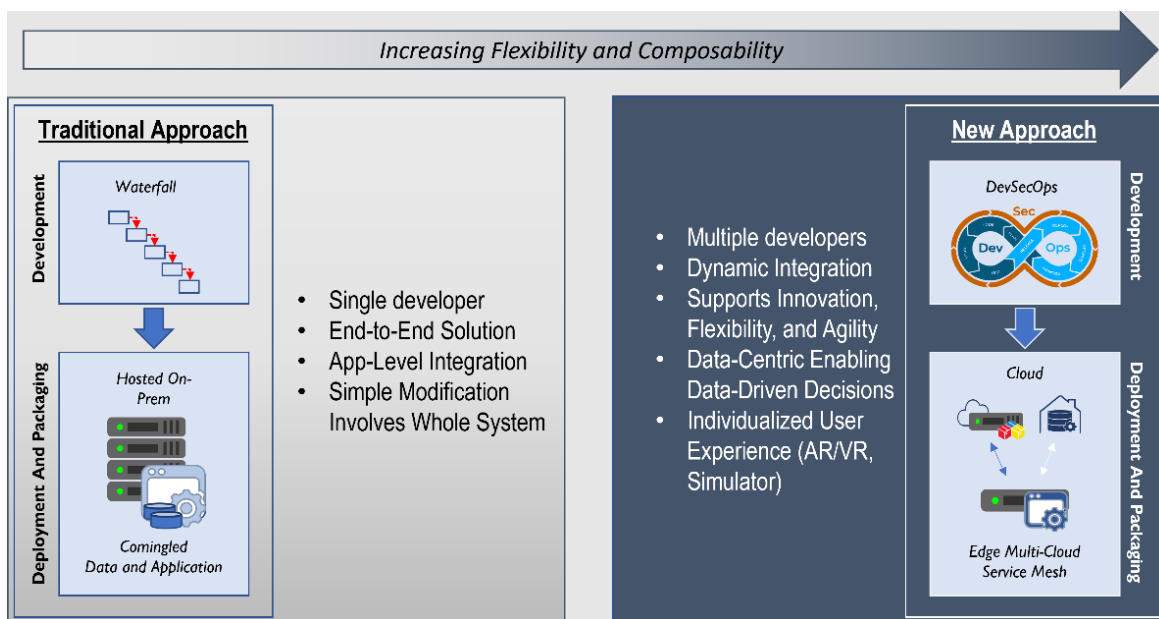 Increasing Flexibility and Composability
Traditional Approach
Development
Waterfall
Deployment And Packaging
Hosted On-
Prem
Comingled
Data and Application
• Single developer
• End-to-End Solution
• App-Level Integration
• Simple Modification
Involves Whole System
• Multiple developers
• Dynamic Integration
• Supports Innovation,
Flexibility, and Agility
• Data-Centric Enabling
Data-Driven Decisions
• Individualized User
Experience (AR/VR,
Simulator)
New Approach
DevSecOps
Sec
Dev
Ops
Development
Cloud
Edge Multi-Cloud
Service Mesh
Deployment And Packaging